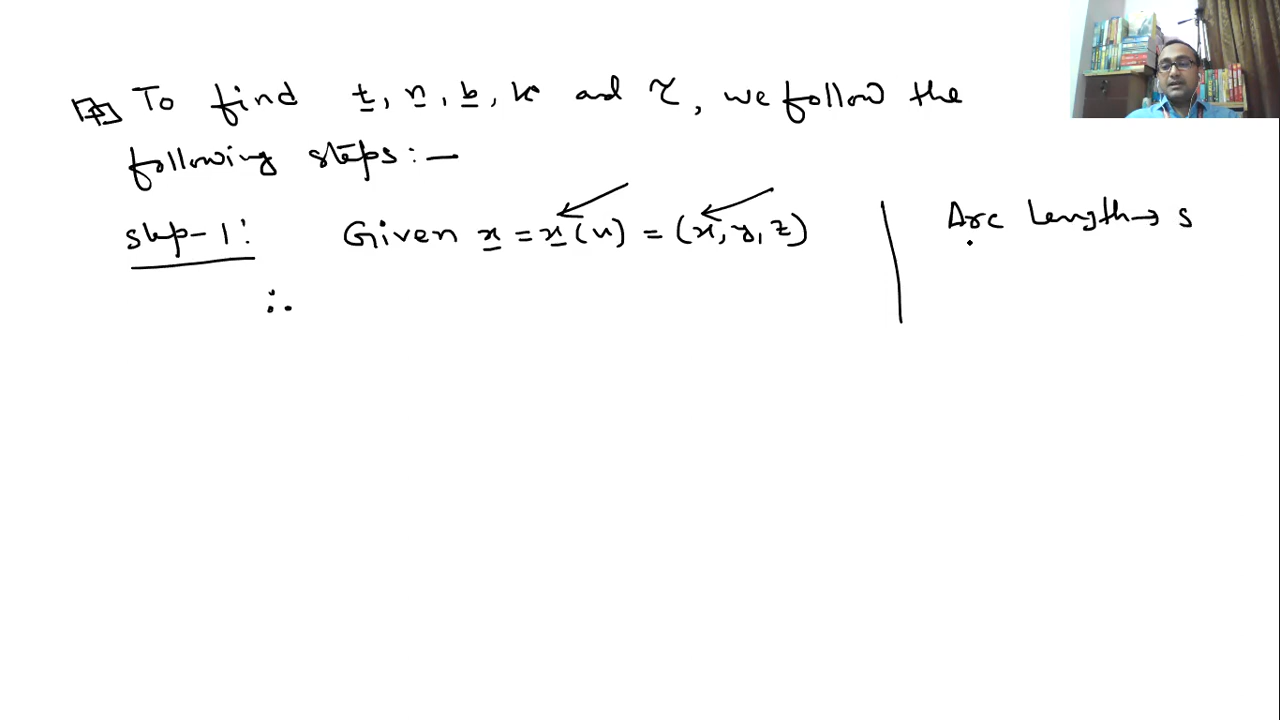 To find t, n, b, κ and τ, we follow the
following steps:—
Step-1: Given x = x(u) = (x, y, z)
Arc Length → s
∴